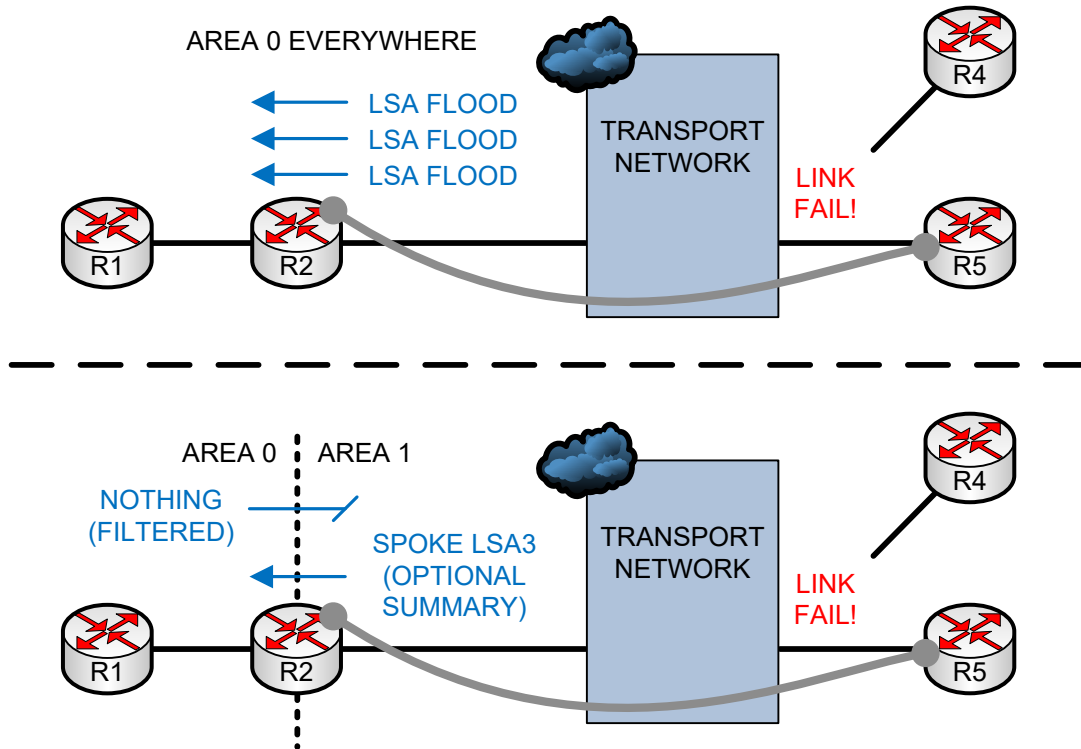 AREA 0 EVERYWHERE
LSA FLOOD
LSA FLOOD
LSA FLOOD
TRANSPORT
NETWORK
LINK
FAIL!
R4
R1
R2
R5
AREA 0
AREA 1
NOTHING
(FILTERED)
SPOKE LSA3
(OPTIONAL
SUMMARY)
TRANSPORT
NETWORK
LINK
FAIL!
R4
R1
R2
R5